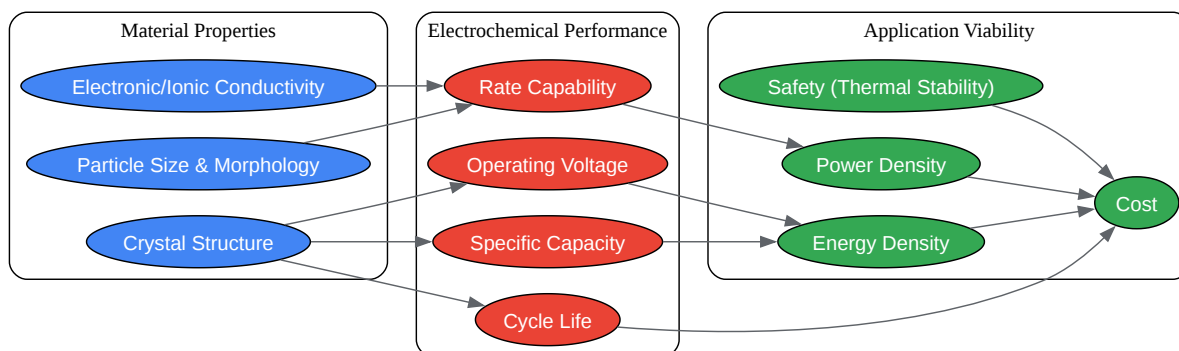 Material Properties
Electronic/Ionic Conductivity
Particle Size & Morphology
Crystal Structure
Electrochemical Performance
Rate Capability
Operating Voltage
Specific Capacity
Cycle Life
Application Viability
Safety (Thermal Stability)
Power Density
Energy Density
Cost